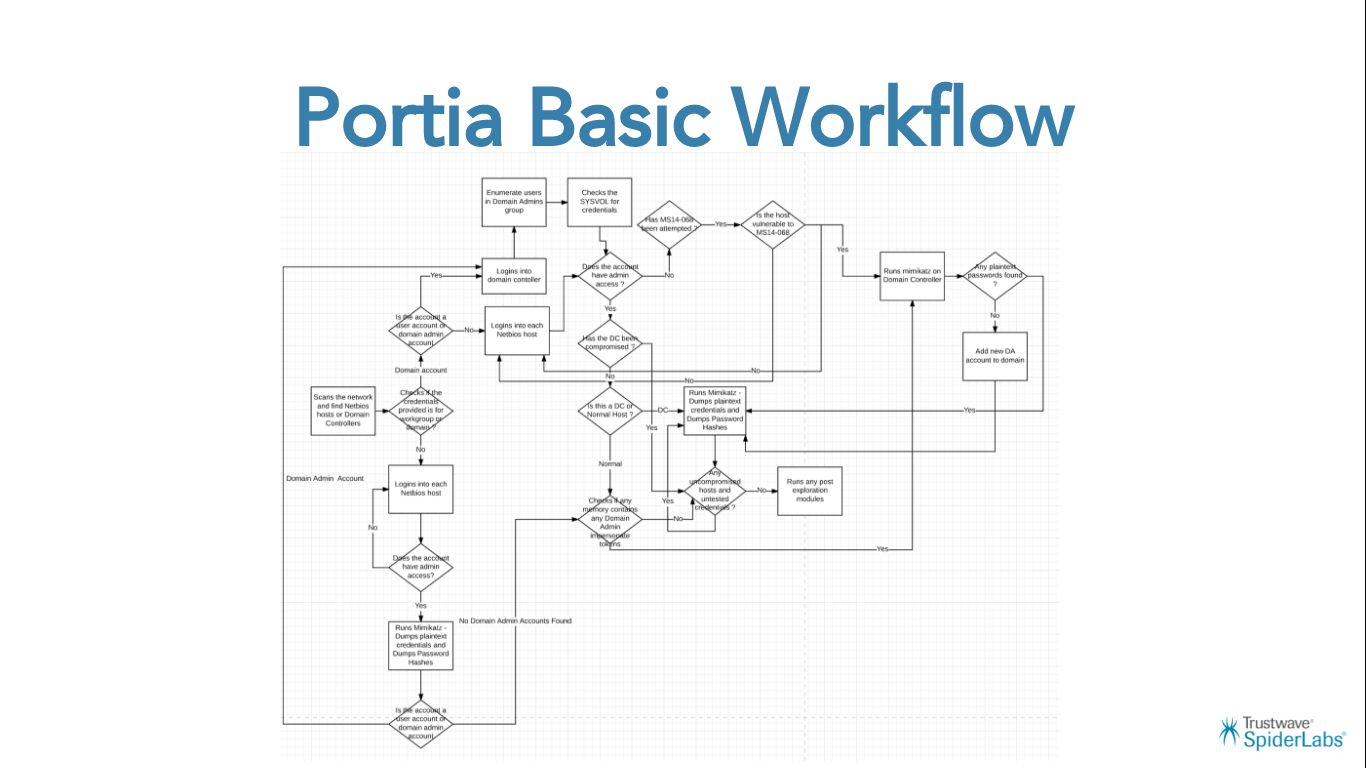 Portia Basic Workflow
Enumerate users
in Domain Admins
group
Checks the
SYSVOL for
credentials
Has MS14-068
been attempted ?
Yes
Is the host
vulnerable to
MS14-068
Yes
Runs mimikatz on
Domain Controller
Any plaintext
passwords found
?
No
Add new DA
account to domain
Yes
Logins into
domain contoller
Does the account
have admin
access ?
No
Yes
Is the account a
user account or
domain admin
account
No
Logins into each
Netbios host
Has the DC been
compromised ?
No
No
No
Domain account
Scans the network
and find Netbios
hosts or Domain
Controllers
Checks if the
credentials
provided is for
workgroup or
domain ?
Is this a DC or
Normal Host ?
DC
Runs Mimikatz -
Dumps plaintext
credentials and
Dumps Password
Hashes
Yes
Yes
No
Normal
Domain Admin Account
Logins into each
Netbios host
Any
uncompromised
hosts and
untested
credentials ?
No
Runs any post
exploration
modules
Yes
Checks if any
memory contains
any Domain
Admin
impersonate
tokens
No
Yes
No
Does the account
have admin
access?
Yes
Runs Mimikatz -
Dumps plaintext
credentials and
Dumps Password
Hashes
No Domain Admin Accounts Found
Is the account a
user account or
domain admin
account
Trustwave®
SpiderLabs®